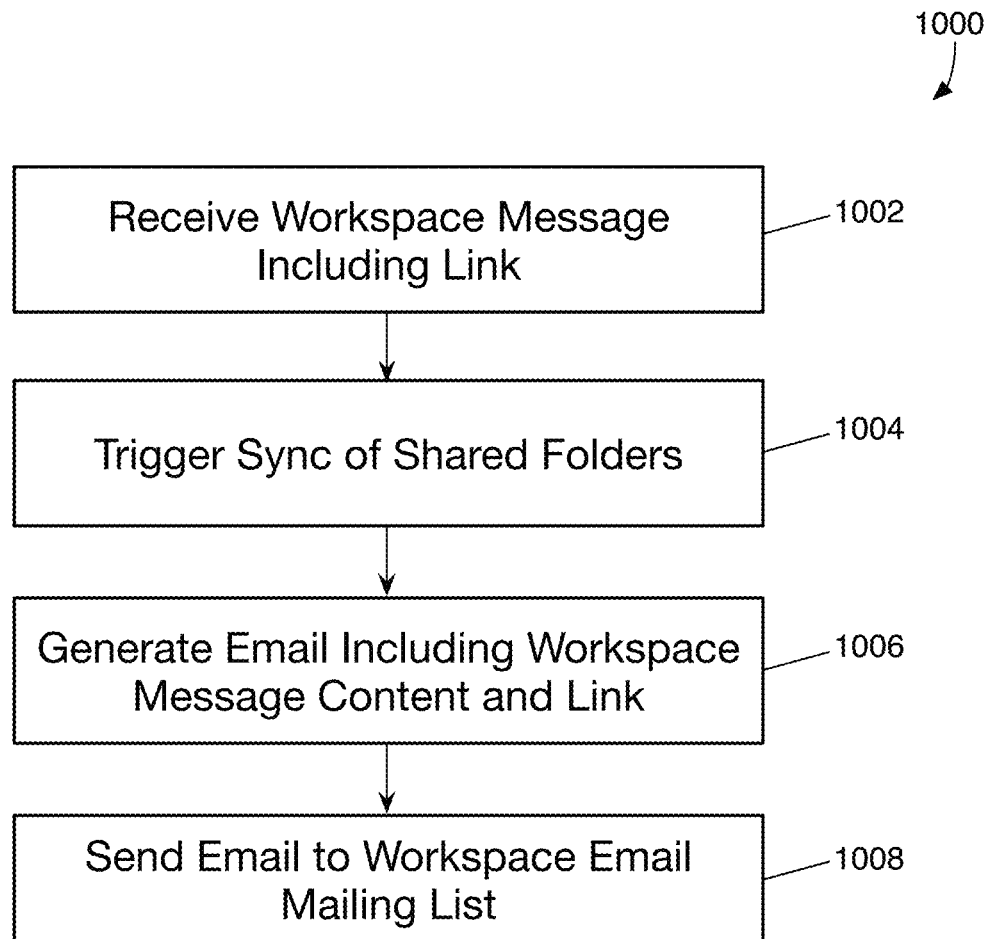 1000
Receive Workspace Message
Including Link
1002
Trigger Sync of Shared Folders
1004
Generate Email Including Workspace
Message Content and Link
1006
Send Email to Workspace Email
Mailing List
1008